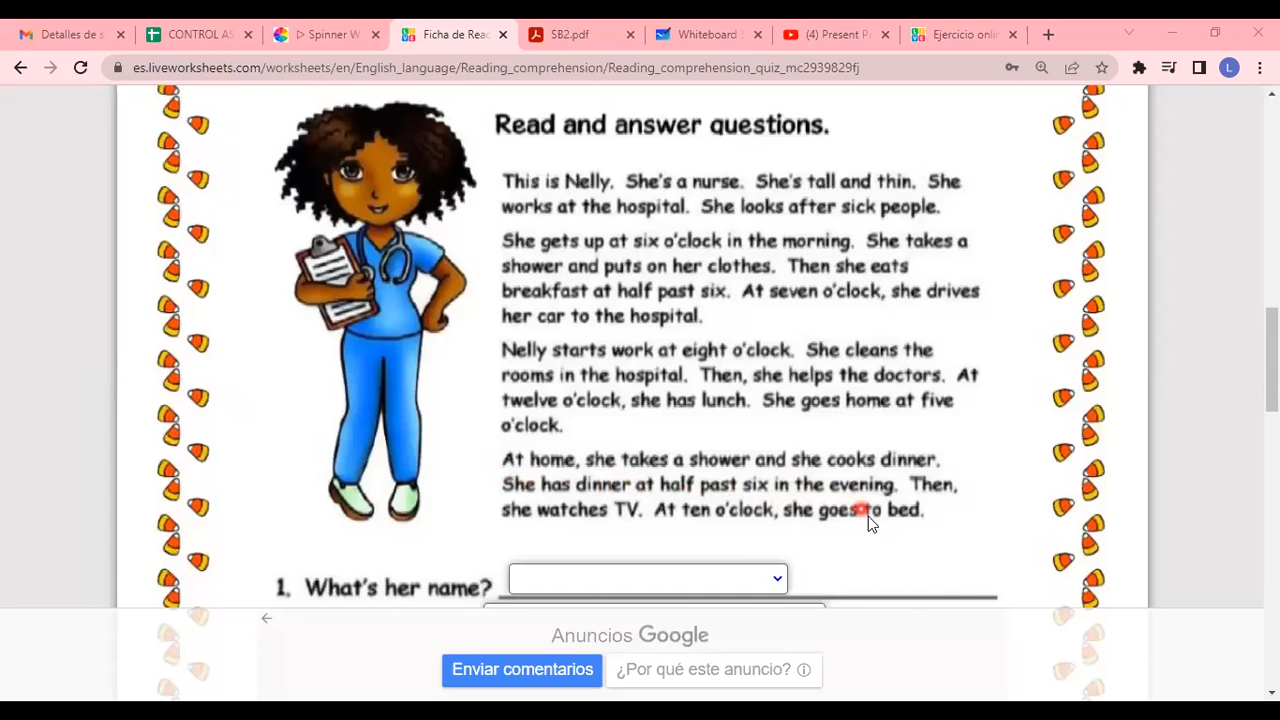 Detalles de s
CONTROL AS
Spinner W
Ficha de Rea
SB2.pdf
Whiteboard
(4) Present P
Ejercicio onli
es.liveworksheets.com/worksheets/en/English_language/Reading_comprehension/Reading_comprehension_quiz_mc2939829fj
L
Read and answer questions.
This is Nelly. She's a nurse. She's tall and thin. She
works at the hospital. She looks after sick people.
She gets up at six o'clock in the morning. She takes a
shower and puts on her clothes. Then she eats
breakfast at half past six. At seven o'clock, she drives
her car to the hospital.
Nelly starts work at eight o'clock. She cleans the
rooms in the hospital. Then, she helps the doctors. At
twelve o'clock, she has lunch. She goes home at five
o'clock.
At home, she takes a shower and she cooks dinner.
She has dinner at half past six in the evening. Then,
she watches TV. At ten o'clock, she goes to bed.
1. What's her name?
Anuncios Google
Enviar comentarios
¿Por qué este anuncio?